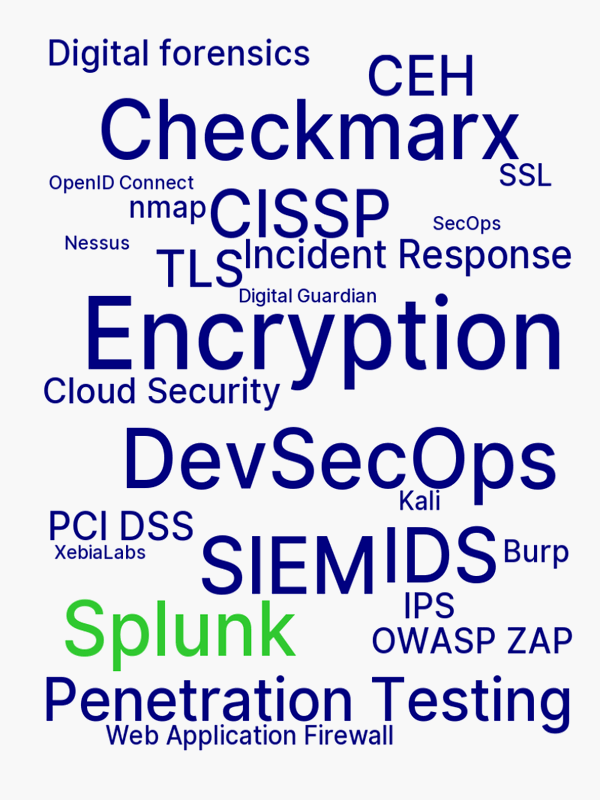 Digital forensics
CEH
Checkmarx
SSL
OpenID Connect
nmap
CISSP
SecOps
Nessus
TLS
Incident Response
Digital Guardian
Encryption
Cloud Security
DevSecOps
Kali
PCI DSS
XebiaLabs
SIEM
IDS
Burp
IPS
Splunk
OWASP ZAP
Penetration Testing
Web Application Firewall